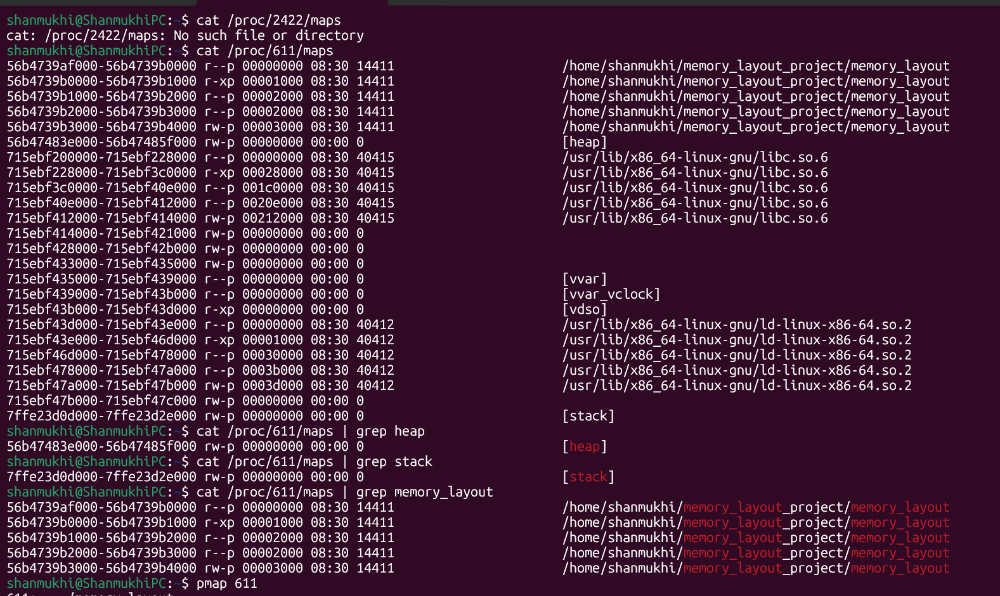 shanmukhi@ShanmukhiPC:~$ cat /proc/2422/maps
cat: /proc/2422/maps: No such file or directory
shanmukhi@ShanmukhiPC:~$ cat /proc/611/maps
56b4739af000-56b4739b0000 r--p 00000000 08:30 14411 /home/shanmukhi/memory_layout_project/memory_layout
56b4739b0000-56b4739b1000 r-xp 00001000 08:30 14411 /home/shanmukhi/memory_layout_project/memory_layout
56b4739b1000-56b4739b2000 r--p 00002000 08:30 14411 /home/shanmukhi/memory_layout_project/memory_layout
56b4739b2000-56b4739b3000 r--p 00002000 08:30 14411 /home/shanmukhi/memory_layout_project/memory_layout
56b4739b3000-56b4739b4000 rw-p 00003000 08:30 14411 /home/shanmukhi/memory_layout_project/memory_layout
56b47483e000-56b47485f000 rw-p 00000000 00:00 0 [heap]
715ebf200000-715ebf228000 r--p 00000000 08:30 40415 /usr/lib/x86_64-linux-gnu/libc.so.6
715ebf228000-715ebf3c0000 r-xp 00028000 08:30 40415 /usr/lib/x86_64-linux-gnu/libc.so.6
715ebf3c0000-715ebf40e000 r--p 001c0000 08:30 40415 /usr/lib/x86_64-linux-gnu/libc.so.6
715ebf40e000-715ebf412000 r--p 0020e000 08:30 40415 /usr/lib/x86_64-linux-gnu/libc.so.6
715ebf412000-715ebf414000 rw-p 00212000 08:30 40415 /usr/lib/x86_64-linux-gnu/libc.so.6
715ebf414000-715ebf421000 rw-p 00000000 00:00 0
715ebf428000-715ebf42b000 rw-p 00000000 00:00 0
715ebf433000-715ebf435000 rw-p 00000000 00:00 0
715ebf435000-715ebf439000 r--p 00000000 00:00 0 [vvar]
715ebf439000-715ebf43b000 r--p 00000000 00:00 0 [vvar_vclock]
715ebf43b000-715ebf43d000 r-xp 00000000 00:00 0 [vdso]
715ebf43d000-715ebf43e000 r--p 00000000 08:30 40412 /usr/lib/x86_64-linux-gnu/ld-linux-x86-64.so.2
715ebf43e000-715ebf46d000 r-xp 00001000 08:30 40412 /usr/lib/x86_64-linux-gnu/ld-linux-x86-64.so.2
715ebf46d000-715ebf478000 r--p 00030000 08:30 40412 /usr/lib/x86_64-linux-gnu/ld-linux-x86-64.so.2
715ebf478000-715ebf47a000 r--p 0003b000 08:30 40412 /usr/lib/x86_64-linux-gnu/ld-linux-x86-64.so.2
715ebf47a000-715ebf47b000 rw-p 0003d000 08:30 40412 /usr/lib/x86_64-linux-gnu/ld-linux-x86-64.so.2
715ebf47b000-715ebf47c000 rw-p 00000000 00:00 0
7ffe23d0d000-7ffe23d2e000 rw-p 00000000 00:00 0 [stack]
shanmukhi@ShanmukhiPC:~$ cat /proc/611/maps | grep heap
56b47483e000-56b47485f000 rw-p 00000000 00:00 0 [heap]
shanmukhi@ShanmukhiPC:~$ cat /proc/611/maps | grep stack
7ffe23d0d000-7ffe23d2e000 rw-p 00000000 00:00 0 [stack]
shanmukhi@ShanmukhiPC:~$ cat /proc/611/maps | grep memory_layout
56b4739af000-56b4739b0000 r--p 00000000 08:30 14411 /home/shanmukhi/memory_layout_project/memory_layout
56b4739b0000-56b4739b1000 r-xp 00001000 08:30 14411 /home/shanmukhi/memory_layout_project/memory_layout
56b4739b1000-56b4739b2000 r--p 00002000 08:30 14411 /home/shanmukhi/memory_layout_project/memory_layout
56b4739b2000-56b4739b3000 r--p 00002000 08:30 14411 /home/shanmukhi/memory_layout_project/memory_layout
56b4739b3000-56b4739b4000 rw-p 00003000 08:30 14411 /home/shanmukhi/memory_layout_project/memory_layout
shanmukhi@ShanmukhiPC:~$ pmap 611